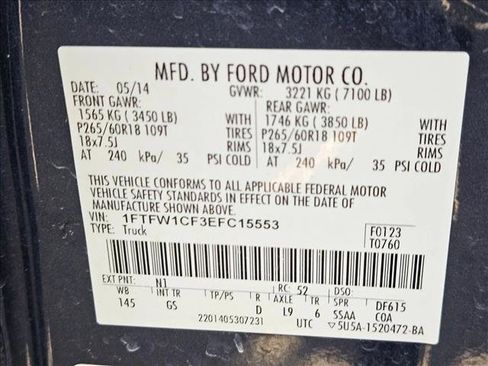 MFD. BY FORD MOTOR CO.
DATE: 05/14 GVWR: 3221 KG ( 7100 LB)
FRONT GAWR: REAR GAWR:
1565 KG ( 3450 LB) WITH 1746 KG ( 3850 LB) WITH
P265/60R18 109T TIRES P265/60R18 109T TIRES
18x7.5J RIMS 18x7.5J RIMS
AT 240 kPa/ 35 PSI COLD AT 240 kPa/ 35 PSI COLD
THIS VEHICLE CONFORMS TO ALL APPLICABLE FEDERAL MOTOR
VEHICLE SAFETY STANDARDS IN EFFECT ON THE DATE OF
MANUFACTURE SHOWN ABOVE.
VIN: 1FTFW1CF3EFC15553 F0123
TYPE: Truck T0760
EXT PNT: N1 RC: 52 DSO:
WB INT TR TP/PS R AXLE TR SPR DF615
145 GS D L9 6 SSAA COA
2201405307231 UTC ▽5U5A-1520472-BA